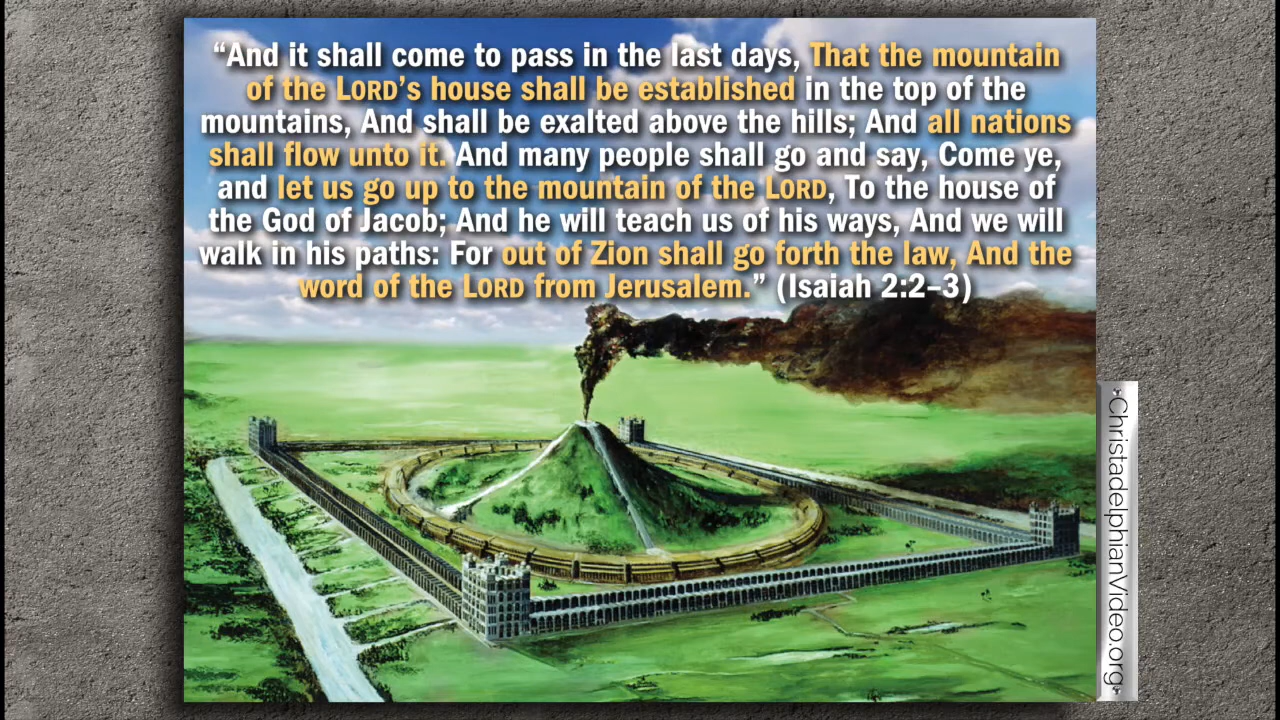 “And it shall come to pass in the last days, That the mountain
of the LORD’S house shall be established in the top of the
mountains, And shall be exalted above the hills; And all nations
shall flow unto it. And many people shall go and say, Come ye,
and let us go up to the mountain of the LORD, To the house of
the God of Jacob; And he will teach us of his ways, And we will
walk in his paths: For out of Zion shall go forth the law, And the
word of the LORD from Jerusalem.” (Isaiah 2:2–3)
ChristadelphianVideo.org